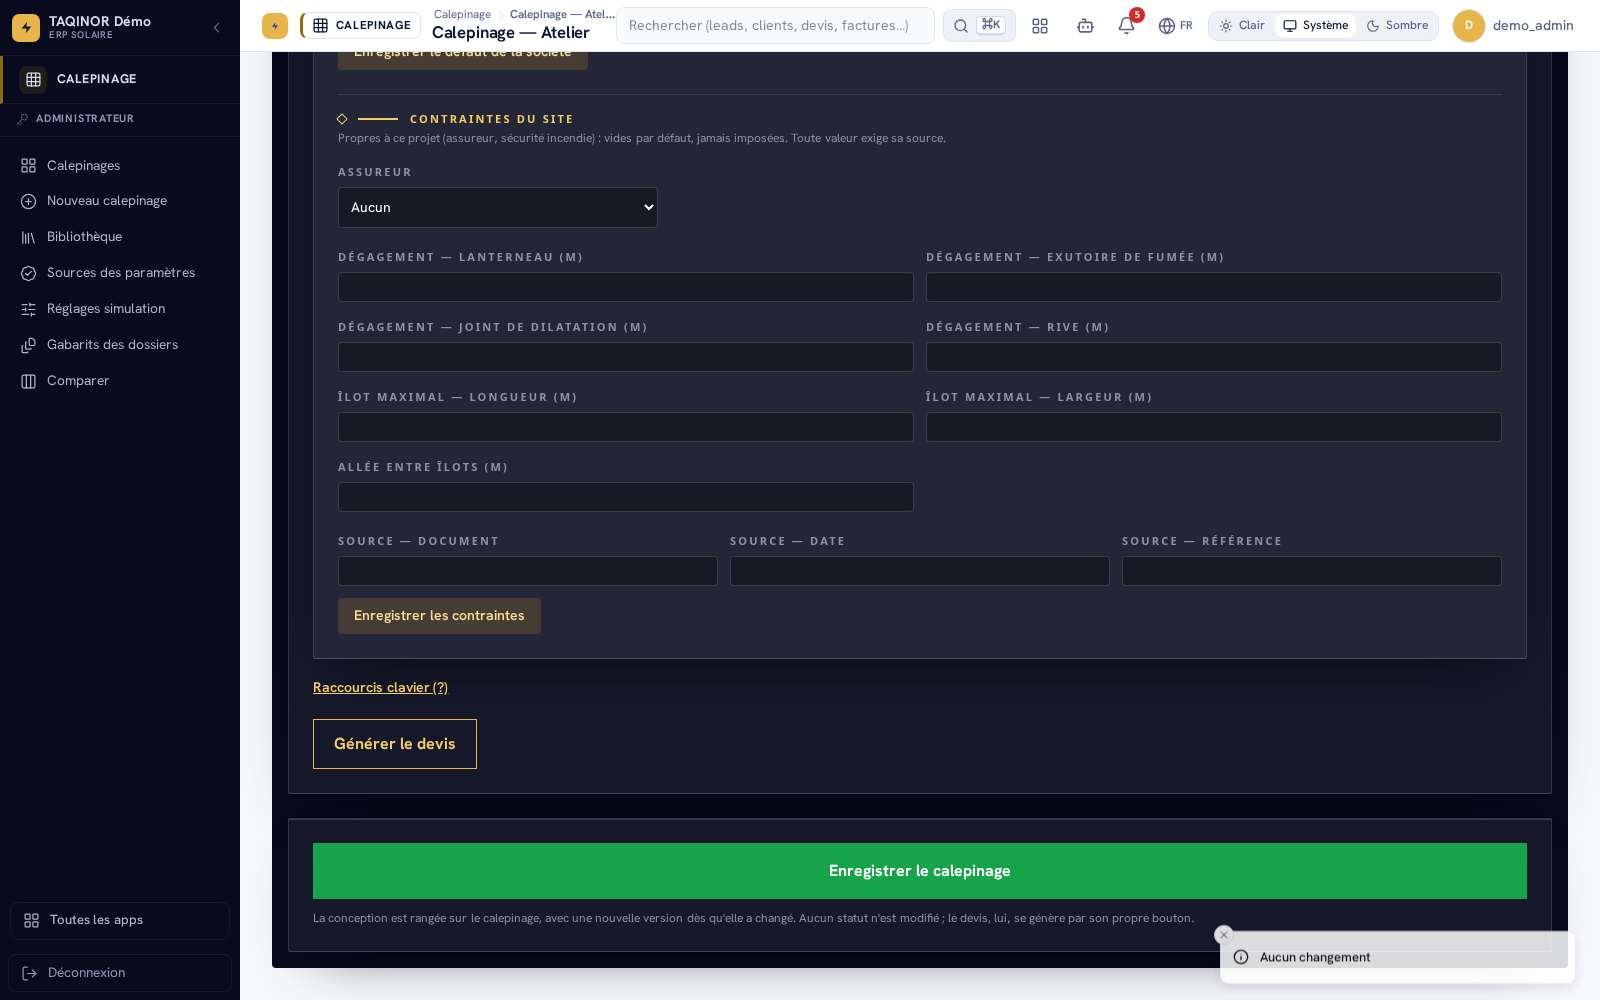 TAQINOR Démo
ERP SOLAIRE
CALEPINAGE
ADMINISTRATEUR
Calepinages
Nouveau calepinage
Bibliothèque
Sources des paramètres
Réglages simulation
Gabarits des dossiers
Comparer
Toutes les apps
Déconnexion
CALEPINAGE
Calepinage
Calepinage — Atel...
Calepinage — Atelier
Rechercher (leads, clients, devis, factures...)
⌘K
5
FR
Clair
Système
Sombre
D
demo_admin
Enregistrer le défaut de la société
CONTRAINTES DU SITE
Propres à ce projet (assureur, sécurité incendie) : vides par défaut, jamais imposées. Toute valeur exige sa source.
ASSUREUR
Aucun
DÉGAGEMENT — LANTERNEAU (M)
DÉGAGEMENT — EXUTOIRE DE FUMÉE (M)
DÉGAGEMENT — JOINT DE DILATATION (M)
DÉGAGEMENT — RIVE (M)
ÎLOT MAXIMAL — LONGUEUR (M)
ÎLOT MAXIMAL — LARGEUR (M)
ALLÉE ENTRE ÎLOTS (M)
SOURCE — DOCUMENT
SOURCE — DATE
SOURCE — RÉFÉRENCE
Enregistrer les contraintes
Raccourcis clavier (?)
Générer le devis
Enregistrer le calepinage
La conception est rangée sur le calepinage, avec une nouvelle version dès qu'elle a changé. Aucun statut n'est modifié ; le devis, lui, se génère par son propre bouton.
Aucun changement